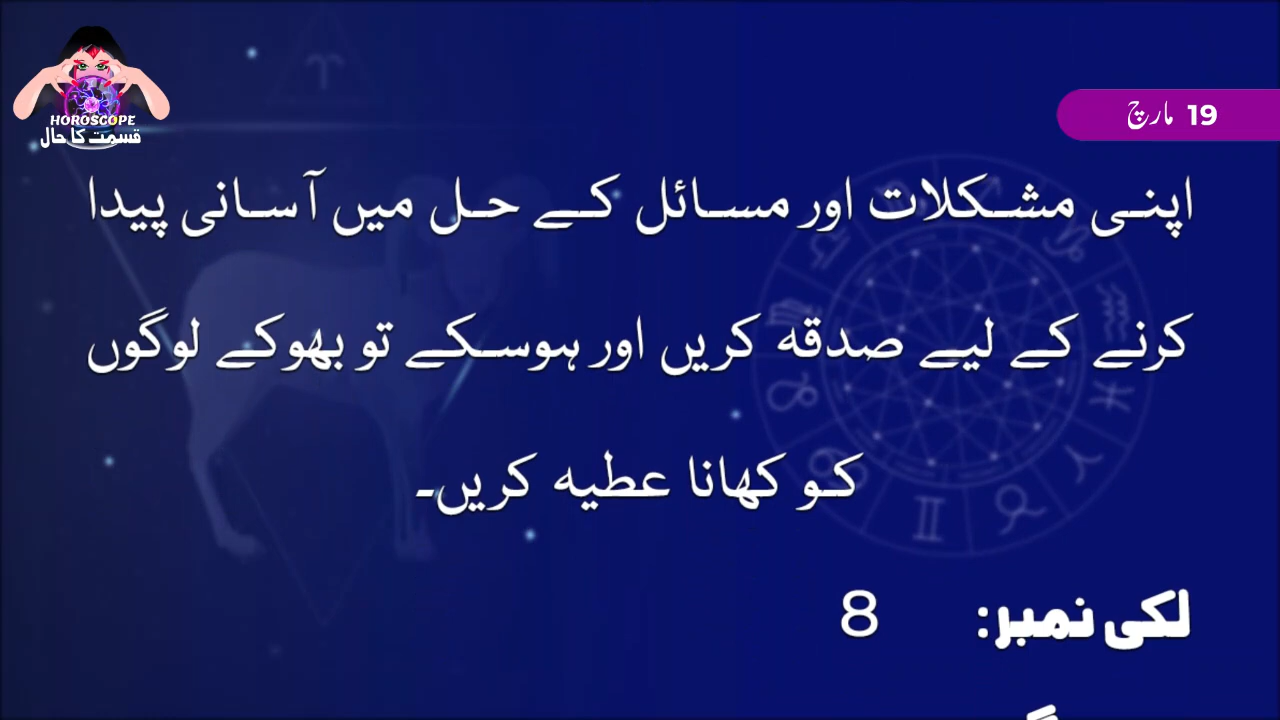 HOROSCOPE
قسمت کا حال
19 مارچ
اپنی مشکلات اور مسائل کے حل میں آسانی پیدا
کرنے کے لیے صدقہ کریں اور ہوسکے تو بھوکے لوگوں
کو کھانا عطیہ کریں۔
لکی نمبر: 8